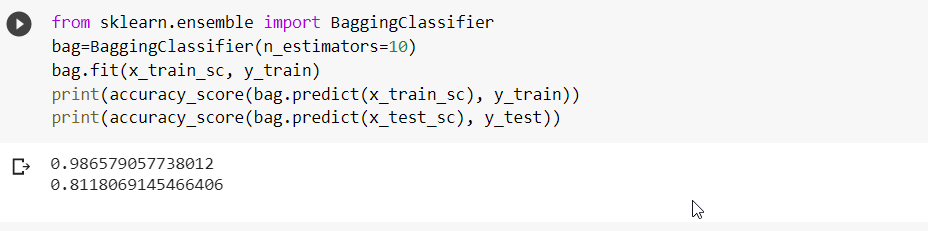 from sklearn.ensemble import BaggingClassifier
bag=BaggingClassifier(n_estimators=10)
bag.fit(x_train_sc, y_train)
print(accuracy_score(bag.predict(x_train_sc), y_train))
print(accuracy_score(bag.predict(x_test_sc), y_test))
0.986579057738012
0.8118069145466406